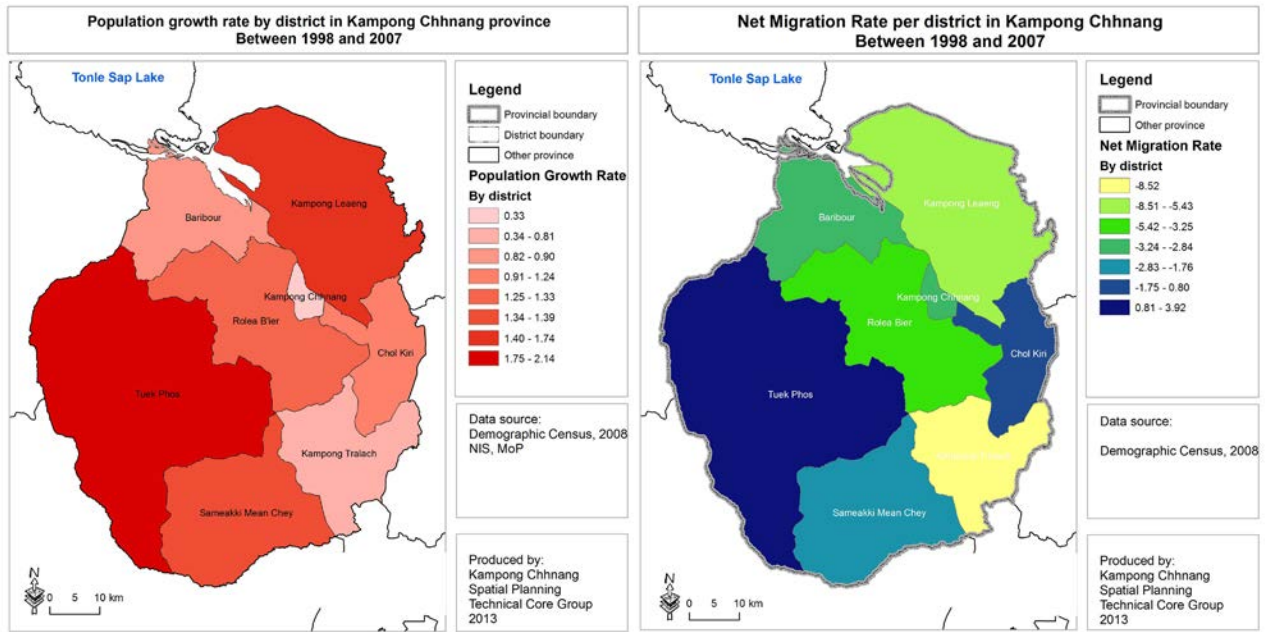 Population growth rate by district in Kampong Chhnang province
Between 1998 and 2007
Tonle Sap Lake
Kampong Leaeng
Baribour
Kampong Chhnang
Rolea B'ier
Chol Kiri
Tuek Phos
Kampong Tralach
Sameakki Mean Chey
N
0 5 10 km
Legend
Provincial boundary
District boundary
Other province
Population Growth Rate
By district
0.33
0.34 - 0.81
0.82 - 0.90
0.91 - 1.24
1.25 - 1.33
1.34 - 1.39
1.40 - 1.74
1.75 - 2.14
Data source:
Demographic Census, 2008
NIS, MoP
Produced by:
Kampong Chhnang
Spatial Planning
Technical Core Group
2013
Net Migration Rate per district in Kampong Chhnang
Between 1998 and 2007
Tonle Sap Lake
Kampong Leaeng
Baribour
Kampong Chhnang
Rolea Bier
Chol Kiri
Tuek Phos
Kampong Tralach
Sameakki Mean Chey
N
0 5 10 km
Legend
Provincial boundary
Other province
Net Migration Rate
By district
-8.52
-8.51 - -5.43
-5.42 - -3.25
-3.24 - -2.84
-2.83 - -1.76
-1.75 - 0.80
0.81 - 3.92
Data source:
Demographic Census, 2008
Produced by:
Kampong Chhnang
Spatial Planning
Technical Core Group
2013